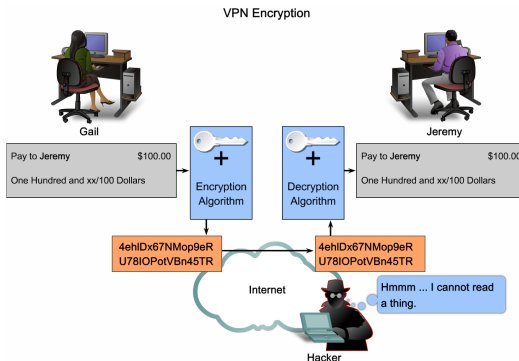 VPN Encryption
Gail
Jeremy
Pay to Jeremy $100.00
One Hundred and xx/100 Dollars
+
Encryption
Algorithm
+
Decryption
Algorithm
Pay to Jeremy $100.00
One Hundred and xx/100 Dollars
4ehIDx67NMop9eR
U78IOPotVBn45TR
4ehIDx67NMop9eR
U78IOPotVBn45TR
Internet
Hmmm ... I cannot read
a thing.
Hacker